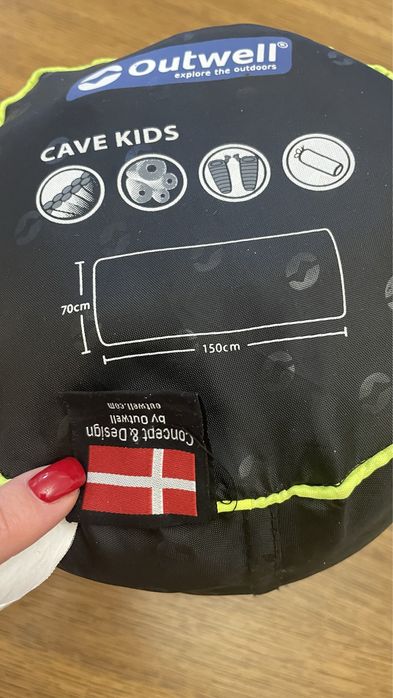 Outwell®
explore the outdoors
CAVE KIDS
70cm
150cm
Concept & Design
by Outwell
outwell.com